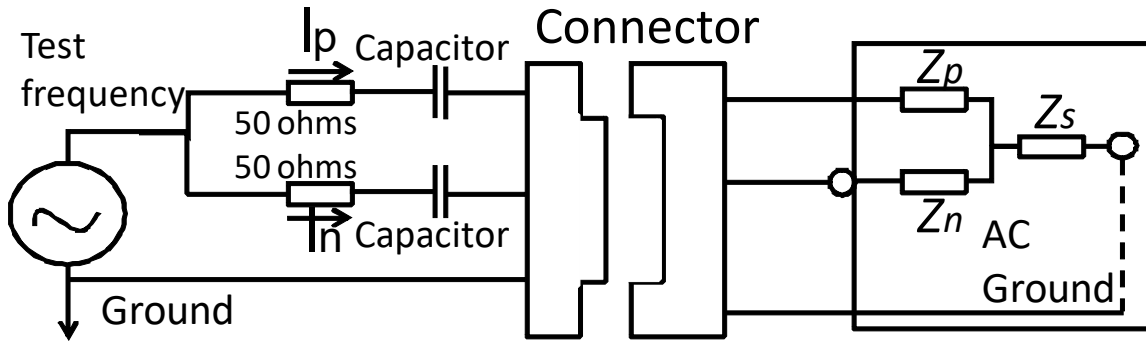 Connector
Test
frequency
Ip
Capacitor
50 ohms
50 ohms
In
Capacitor
Ground
Zp
Zs
Zn
AC
Ground